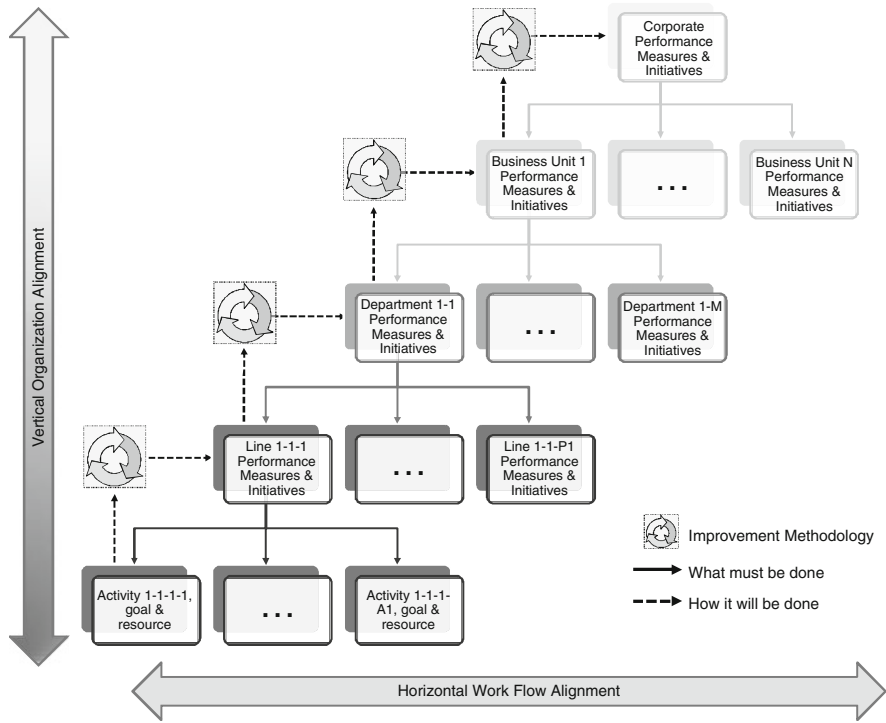 Corporate
Performance
Measures &
Initiatives
Business Unit 1
Performance
Measures &
Initiatives
...
Business Unit N
Performance
Measures &
Initiatives
Department 1-1
Performance
Measures &
Initiatives
...
Department 1-M
Performance
Measures &
Initiatives
Line 1-1-1
Performance
Measures &
Initiatives
...
Line 1-1-P1
Performance
Measures &
Initiatives
Activity 1-1-1-1,
goal &
resource
...
Activity 1-1-1-
A1, goal &
resource
Improvement Methodology
What must be done
How it will be done
Vertical Organization Alignment
Horizontal Work Flow Alignment